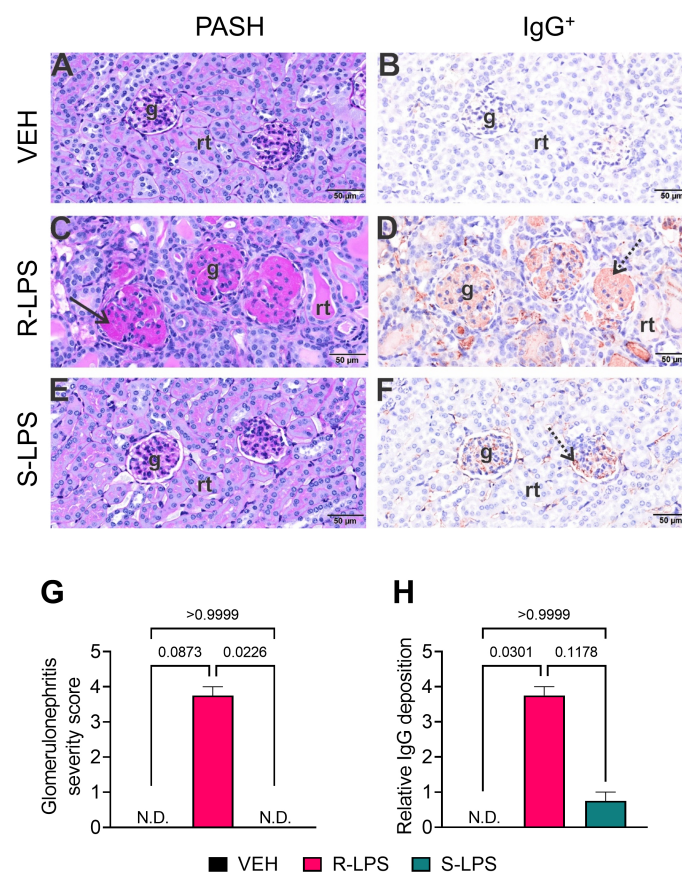 PASH
IgG⁺
VEH
A
g
rt
50 µm
B
g
rt
50 µm
R-LPS
C
g
rt
50 µm
D
g
rt
50 µm
S-LPS
E
g
rt
50 µm
F
g
rt
50 µm
G
>0.9999
0.0873
0.0226
Glomerulonephritis
severity score
5
4
3
2
1
0
N.D.
N.D.
H
>0.9999
0.0301
0.1178
Relative IgG deposition
5
4
3
2
1
0
N.D.
VEH
R-LPS
S-LPS